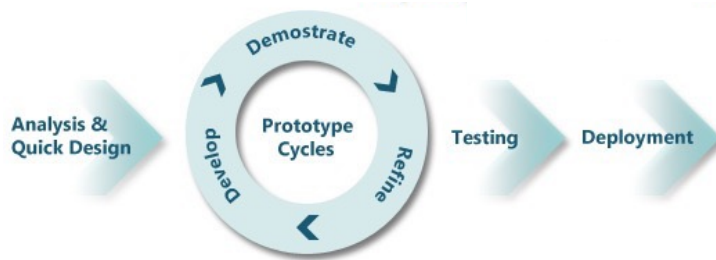 Analysis &
Quick Design
Demostrate
Develop
Prototype
Cycles
Refine
Testing
Deployment